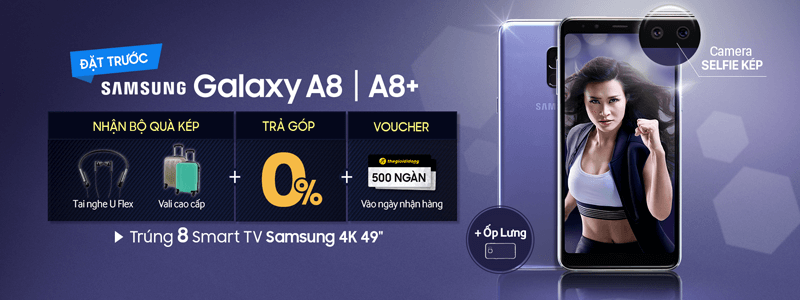 ĐẶT TRƯỚC
SAMSUNG Galaxy A8 | A8+
NHẬN BỘ QUÀ KÉP
Tai nghe U Flex
Vali cao cấp
+
TRẢ GÓP
0%
+
VOUCHER
thegioididong
500 NGÀN
Vào ngày nhận hàng
Trúng 8 Smart TV Samsung 4K 49"
SAMSUNG
+ Ốp Lưng
Camera
SELFIE KÉP